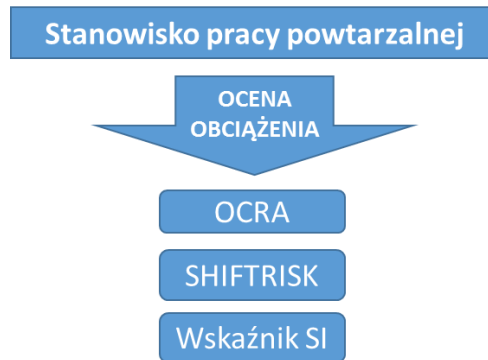 Stanowisko pracy powtarzalnej
OCENA
OBCIĄŻENIA
OCRA
SHIFTRISK
Wskaźnik SI